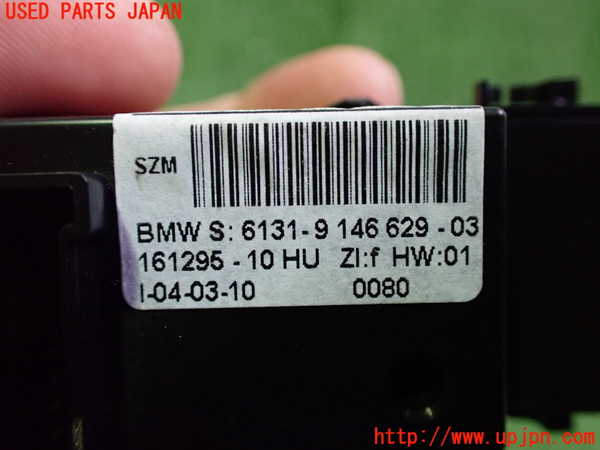 USED PARTS JAPAN
SZM
BMW S: 6131-9 146 629-03
161295-10 HU ZI:f HW:01
I-04-03-10 0080
http://www.upjpn.com/